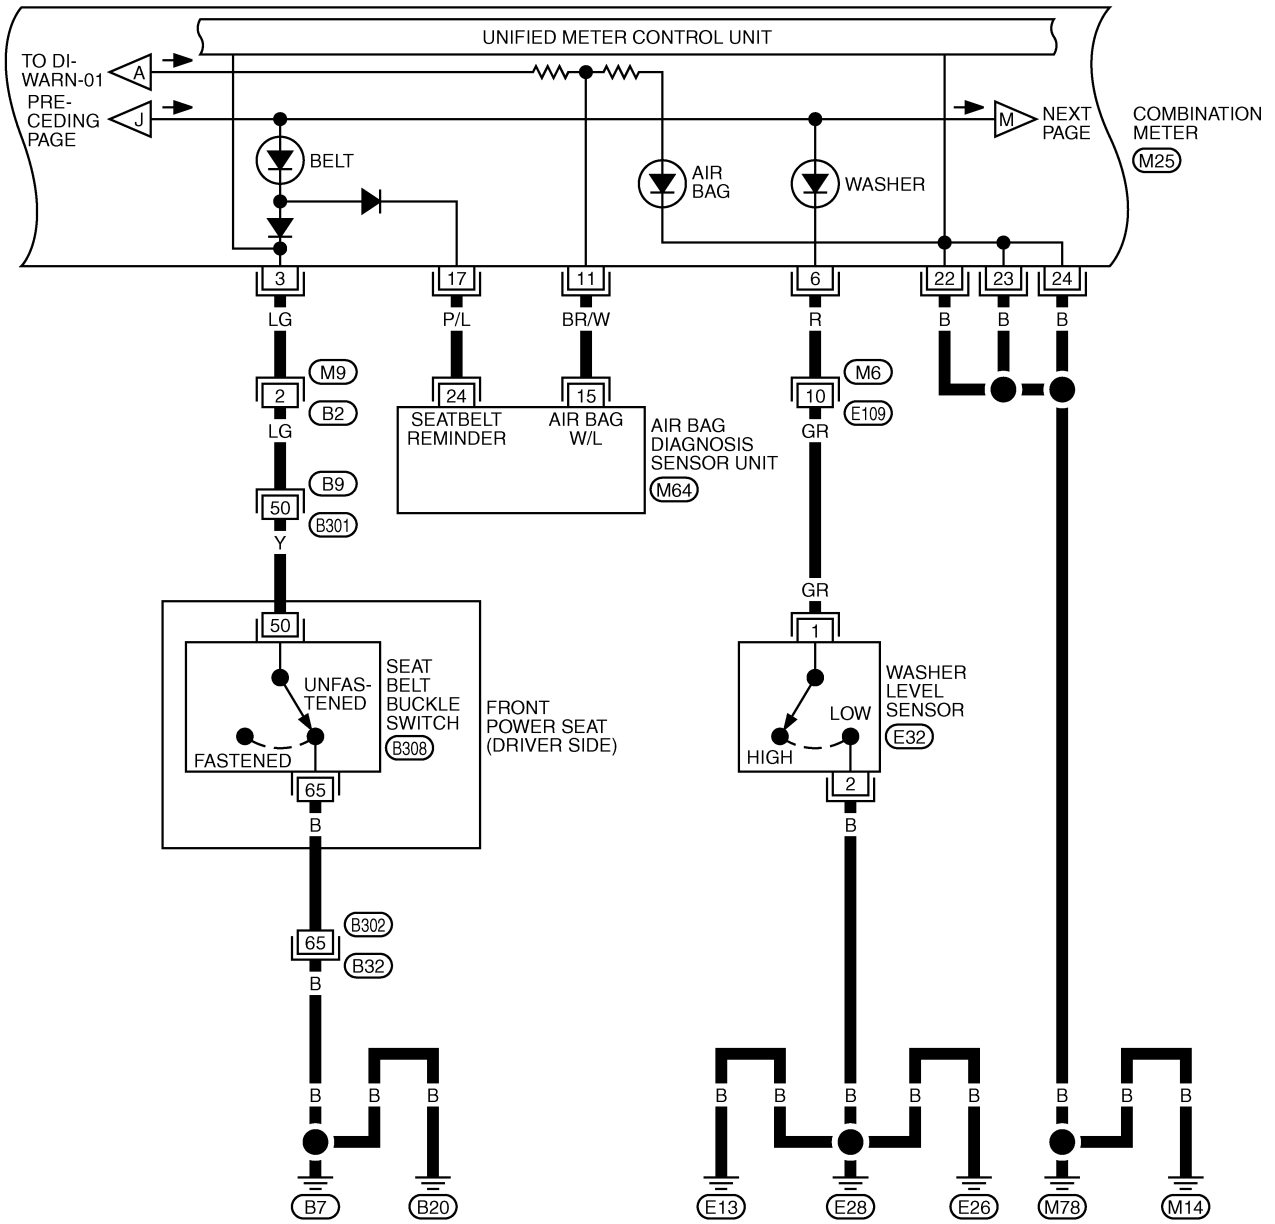 UNIFIED METER CONTROL UNIT
TO DI-
WARN-01
A
PRE-
CEDING
PAGE
J
M
NEXT
PAGE
COMBINATION
METER
M25
BELT
AIR
BAG
WASHER
3
17
11
6
22
23
24
LG
P/L
BR/W
R
B
B
B
M9
2
B2
24
15
M6
10
E109
SEATBELT
REMINDER
AIR BAG
W/L
AIR BAG
DIAGNOSIS
SENSOR UNIT
M64
LG
GR
B9
50
B301
Y
GR
50
1
UNFAS-
TENED
FASTENED
SEAT
BELT
BUCKLE
SWITCH
B308
FRONT
POWER SEAT
(DRIVER SIDE)
LOW
HIGH
WASHER
LEVEL
SENSOR
E32
65
2
B
B
B302
65
B32
B
B
B
B
B
B
B
B
B
B
B
B
B7
B20
E13
E28
E26
M78
M14